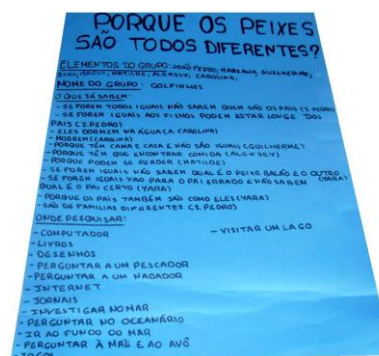 PORQUE OS PEIXES
SÃO TODOS DIFERENTES?
ELEMENTOS DO GRUPO: JOÃO PEDRO, MARIANA, GUILHERME,
YARA, MATILDE, ALEKSEY, CAROLINA,
NOME DO GRUPO: GOLFINHOS
O QUE JÁ SABEM:
- SE FOREM TODOS IGUAIS NÃO SABEM QUEM SÃO OS PAIS (J. PEDRO)
- SE FOREM IGUAIS AOS FILHOS PODEM ESTAR LONGE DOS
PAIS (J. PEDRO)
- ELES DORMEM NA ÁGUA (A. CAROLINA)
- MORREM (CAROLINA)
- PORQUE TÊM CAMA E CASA E NÃO SÃO IGUAIS (GUILHERME)
- PORQUE TÊM QUE ENCONTRAR COMIDA (ALEKSEY)
- PORQUE PODEM SE PERDER (MATILDE)
- SE FOREM IGUAIS NÃO SABEM QUAL É O PEIXE BALÃO E O OUTRO (YARA)
- SE FOREM IGUAIS VÃO PARA O PAI ERRADO E NÃO SABEM
QUAL É O PAI CERTO (YARA)
- PORQUE OS PAIS TAMBÉM SÃO COMO ELES (YARA)
- SÃO DE FAMÍLIAS DIFERENTES (J. PEDRO)
ONDE PESQUISAR:
- COMPUTADOR - VISITAR UM LAGO
- LIVROS
- DESENHOS
- PERGUNTAR A UM PESCADOR
- PERGUNTAR A UM NADADOR
- INTERNET
- JORNAIS
- INVESTIGAR NO MAR
- PERGUNTAR NO OCEANÁRIO
- IR AO FUNDO DO MAR
- PERGUNTAR À MÃE E AO AVÔ